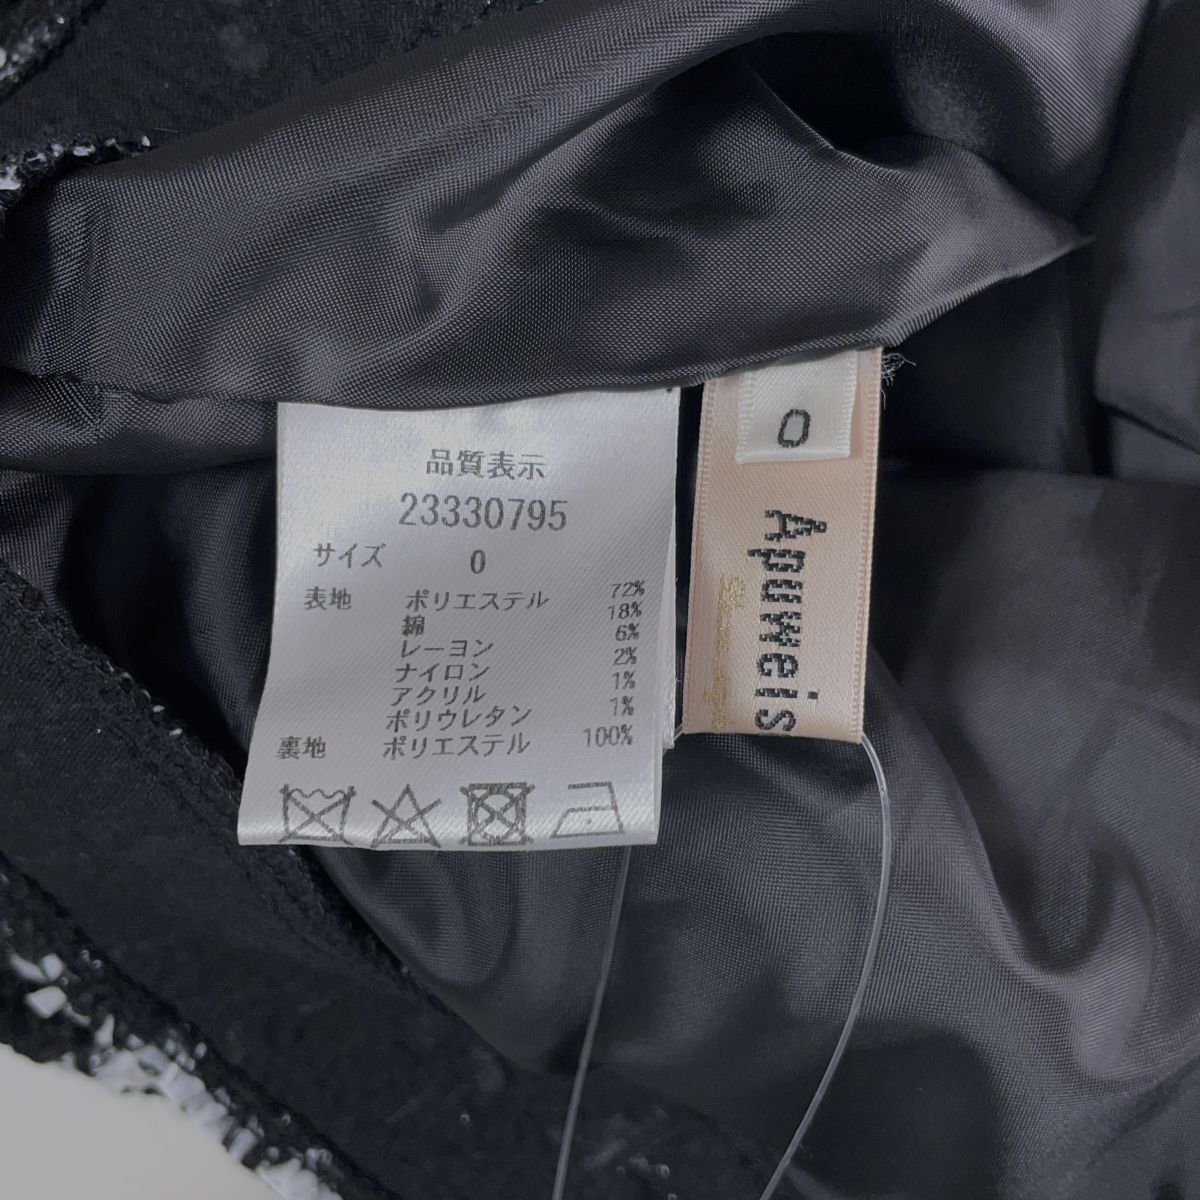 品質表示
23330795
サイズ 0
表地 ポリエステル 72%
綿 18%
レーヨン 6%
ナイロン 2%
アクリル 1%
ポリウレタン 1%
裏地 ポリエステル 100%
0
Apuweis